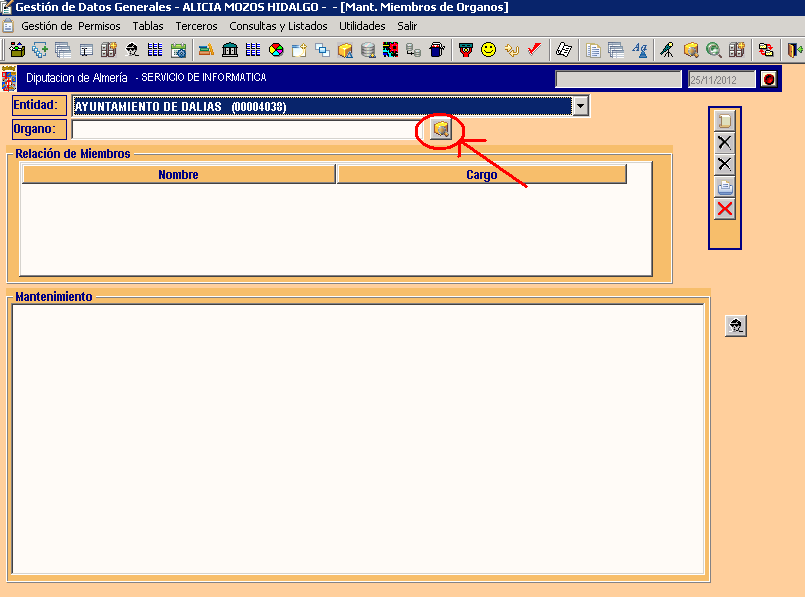 Gestión de Datos Generales - ALICIA MOZOS HIDALGO - - [Mant. Miembros de Organos]
Gestión de Permisos Tablas Terceros Consultas y Listados Utilidades Salir
Diputacion de Almería - SERVICIO DE INFORMATICA 25/11/2012
Entidad: AYUNTAMIENTO DE DALIAS (00004038)
Organo:
Relación de Miembros
Nombre Cargo
Mantenimiento